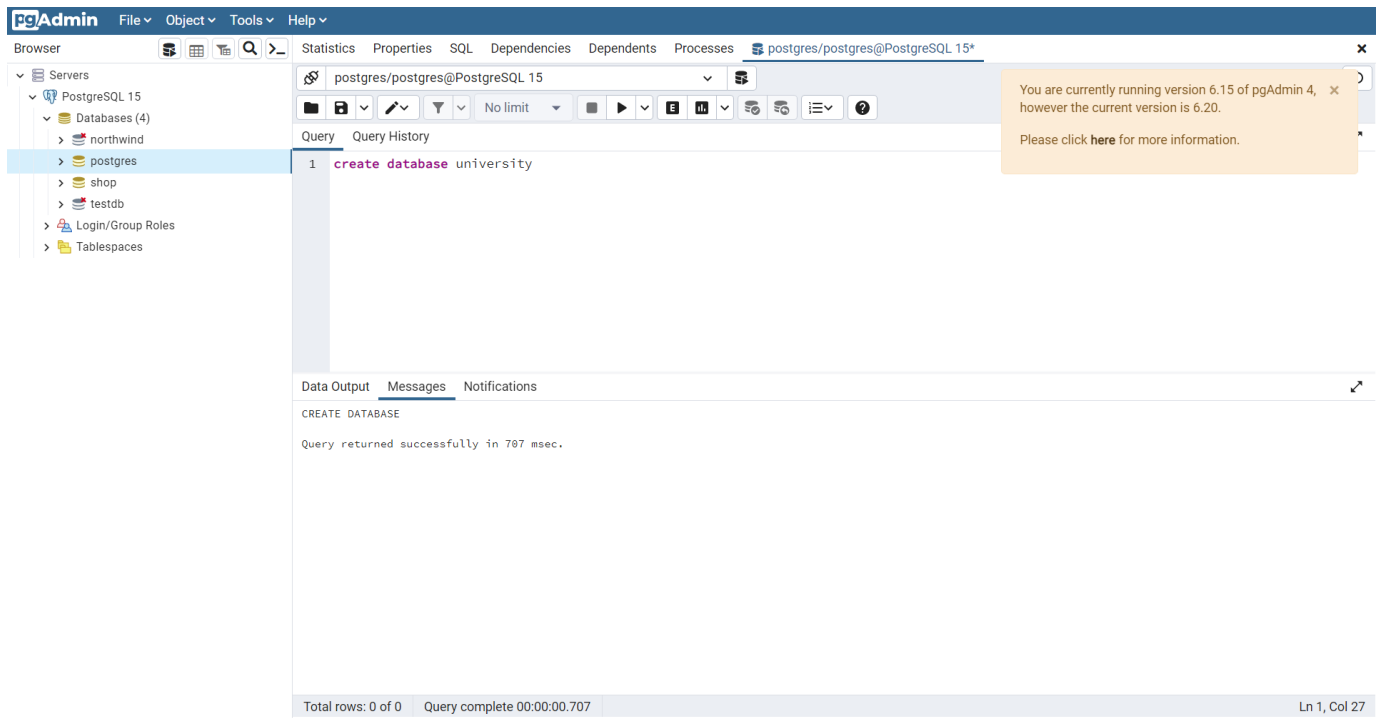 pgAdmin File Object Tools Help
Browser
Statistics Properties SQL Dependencies Dependents Processes postgres/postgres@PostgreSQL 15*
Servers
PostgreSQL 15
Databases (4)
northwind
postgres
shop
testdb
Login/Group Roles
Tablespaces
postgres/postgres@PostgreSQL 15
No limit
E
Query Query History
1 create database university
You are currently running version 6.15 of pgAdmin 4,
however the current version is 6.20.
Please click here for more information.
Data Output Messages Notifications
CREATE DATABASE
Query returned successfully in 707 msec.
Total rows: 0 of 0 Query complete 00:00:00.707 Ln 1, Col 27